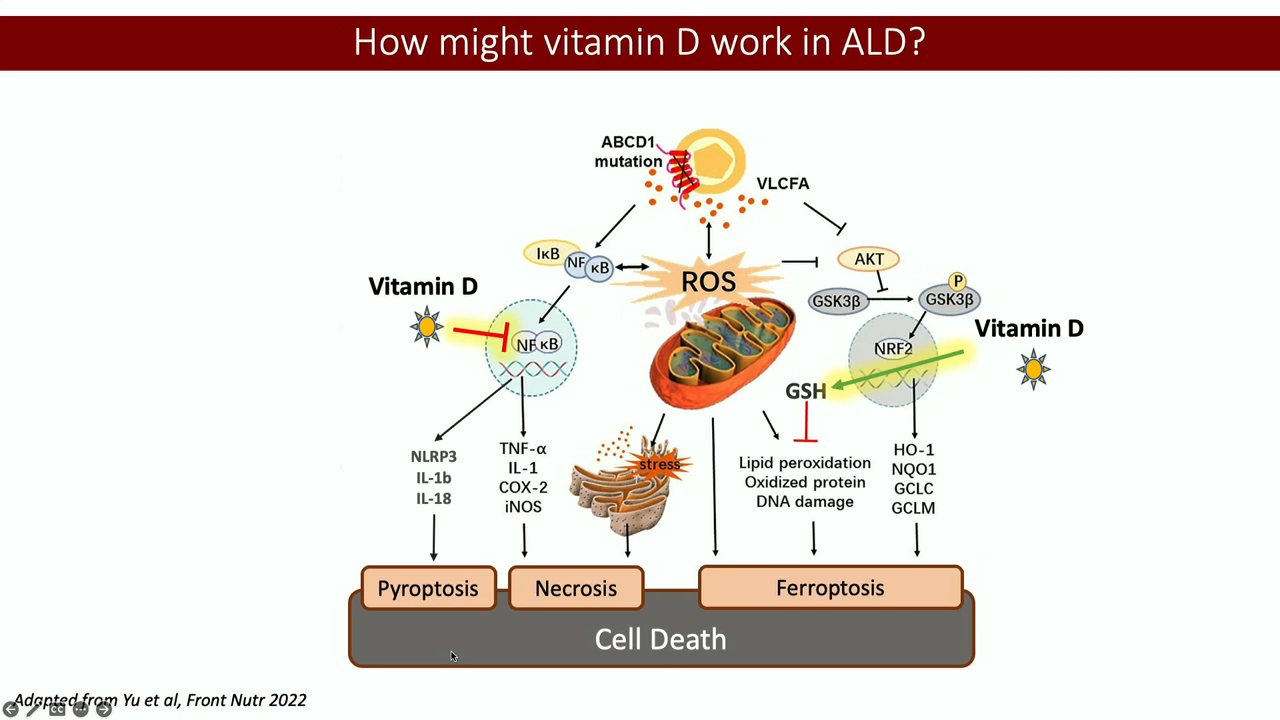 How might vitamin D work in ALD?
ABCD1
mutation
VLCFA
IκB
NF
κB
ROS
AKT
P
GSK3β
GSK3β
Vitamin D
NF
κB
NRF2
Vitamin D
GSH
NLRP3
IL-1b
IL-18
TNF-α
IL-1
COX-2
iNOS
stress
Lipid peroxidation
Oxidized protein
DNA damage
HO-1
NQO1
GCLC
GCLM
Pyroptosis
Necrosis
Ferroptosis
Cell Death
Adapted from Yu et al, Front Nutr 2022
CC